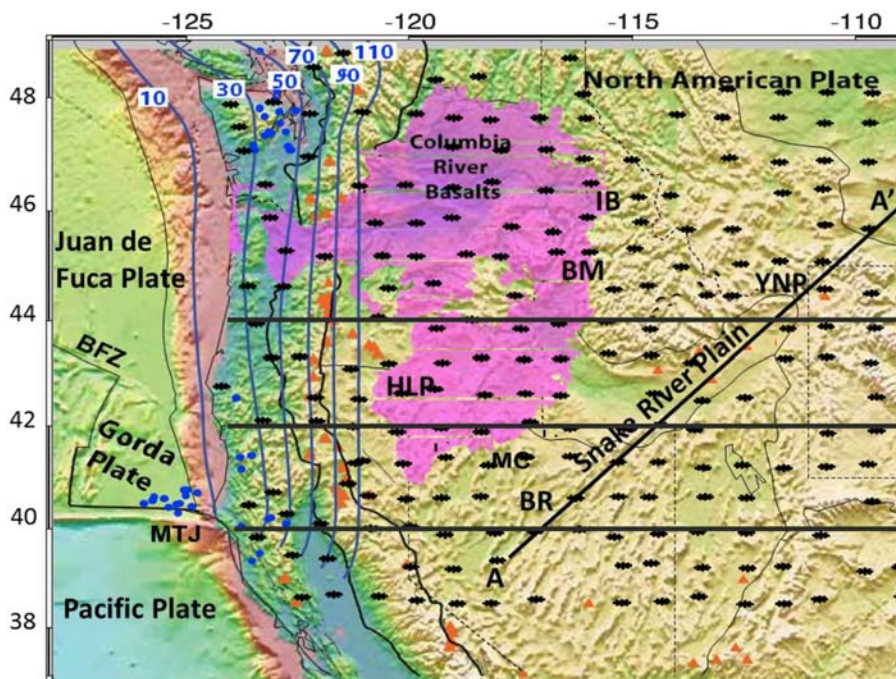 -125
-120
-115
-110
110
70
90
50
30
10
48
North American Plate
Columbia
River
Basalts
46
IB
A'
Juan de
Fuca Plate
BM
YNP
44
BFZ
HLP
Snake River Plain
42
Gorda
Plate
MC
BR
40
MTJ
A
Pacific Plate
38